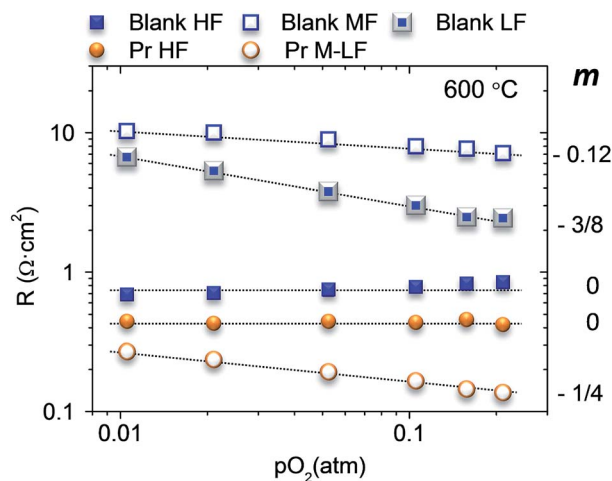 Blank HF Blank MF Blank LF
Pr HF Pr M-LF
600 °C
m
10
1
0.1
R (Ω·cm²)
- 0.12
- 3/8
0
0
- 1/4
0.01 0.1
pO₂(atm)